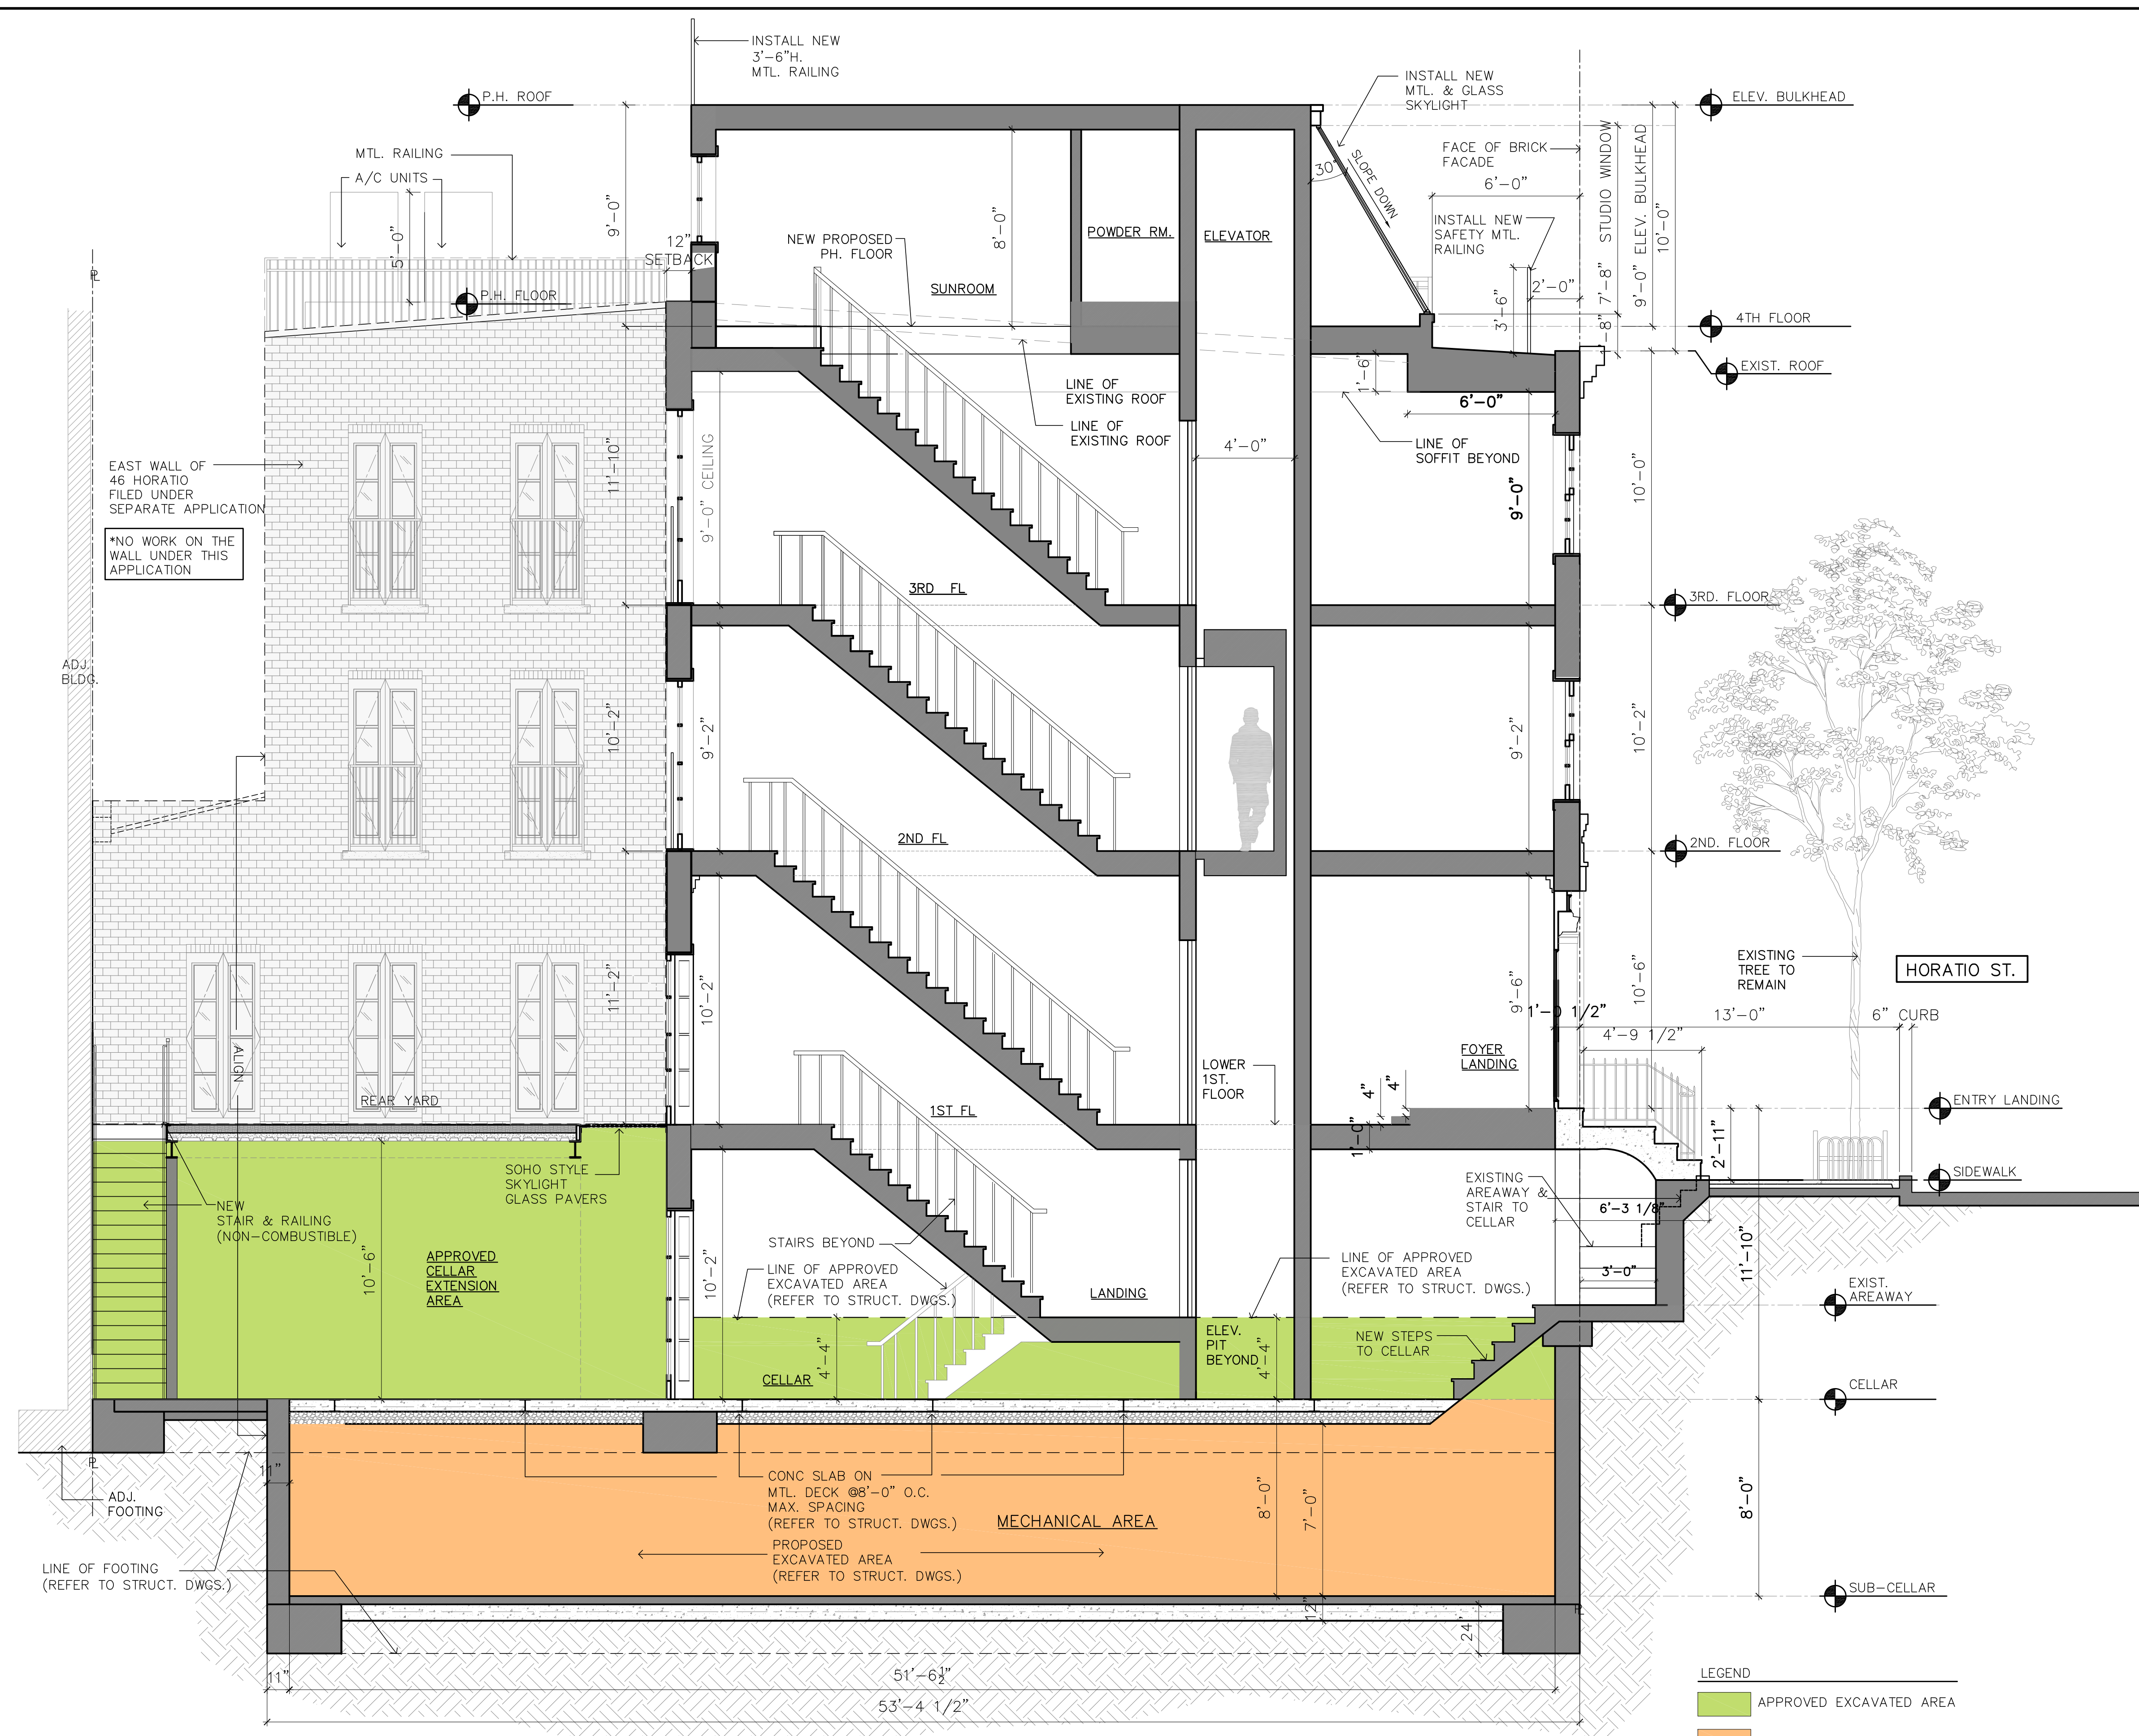 INSTALL NEW
3'-6"H.
MTL. RAILING
P.H. ROOF
INSTALL NEW
MTL. & GLASS
SKYLIGHT
ELEV. BULKHEAD
MTL. RAILING
A/C UNITS
5'-0"
9'-0"
12"
SETBACK
NEW PROPOSED
PH. FLOOR
8'-0"
POWDER RM.
ELEVATOR
30°
SLOPE DOWN
FACE OF BRICK
FACADE
6'-0"
INSTALL NEW
SAFETY MTL.
RAILING
3'-6"
2'-0"
7'-8" STUDIO WINDOW
1'-8"
9'-0" ELEV. BULKHEAD
10'-0"
PL
P.H. FLOOR
SUNROOM
4TH FLOOR
EXIST. ROOF
LINE OF
EXISTING ROOF
LINE OF
EXISTING ROOF
1'-6"
6'-0"
LINE OF
SOFFIT BEYOND
4'-0"
EAST WALL OF
46 HORATIO
FILED UNDER
SEPARATE APPLICATION
*NO WORK ON THE
WALL UNDER THIS
APPLICATION
11'-10"
9'-0" CEILING
9'-0"
10'-0"
3RD FL
3RD. FLOOR
ADJ.
BLDG.
10'-2"
9'-2"
9'-2"
10'-2"
2ND FL
2ND. FLOOR
11'-2"
10'-2"
9'-6"
10'-6"
EXISTING
TREE TO
REMAIN
HORATIO ST.
1'-0 1/2"
13'-0"
6" CURB
4'-9 1/2"
ALIGN
REAR YARD
1ST FL
LOWER
1ST.
FLOOR
FOYER
LANDING
4"
4"
1'-0"
ENTRY LANDING
2'-11"
SIDEWALK
SOHO STYLE
SKYLIGHT
GLASS PAVERS
NEW
STAIR & RAILING
(NON-COMBUSTIBLE)
APPROVED
CELLAR
EXTENSION
AREA
10'-6"
10'-2"
STAIRS BEYOND
LINE OF APPROVED
EXCAVATED AREA
(REFER TO STRUCT. DWGS.)
LANDING
LINE OF APPROVED
EXCAVATED AREA
(REFER TO STRUCT. DWGS.)
EXISTING
AREAWAY &
STAIR TO
CELLAR
6'-3 1/8"
3'-0"
11'-10"
EXIST.
AREAWAY
4'-4"
CELLAR
ELEV.
PIT
BEYOND
4'-4"
NEW STEPS
TO CELLAR
CELLAR
PL
11"
ADJ.
FOOTING
CONC SLAB ON
MTL. DECK @8'-0" O.C.
MAX. SPACING
(REFER TO STRUCT. DWGS.)
MECHANICAL AREA
8'-0"
7'-0"
8'-0"
PROPOSED
EXCAVATED AREA
(REFER TO STRUCT. DWGS.)
LINE OF FOOTING
(REFER TO STRUCT. DWGS.)
SUB-CELLAR
12"
24"
PL
11"
51'-6 1/2"
53'-4 1/2"
LEGEND
APPROVED EXCAVATED AREA